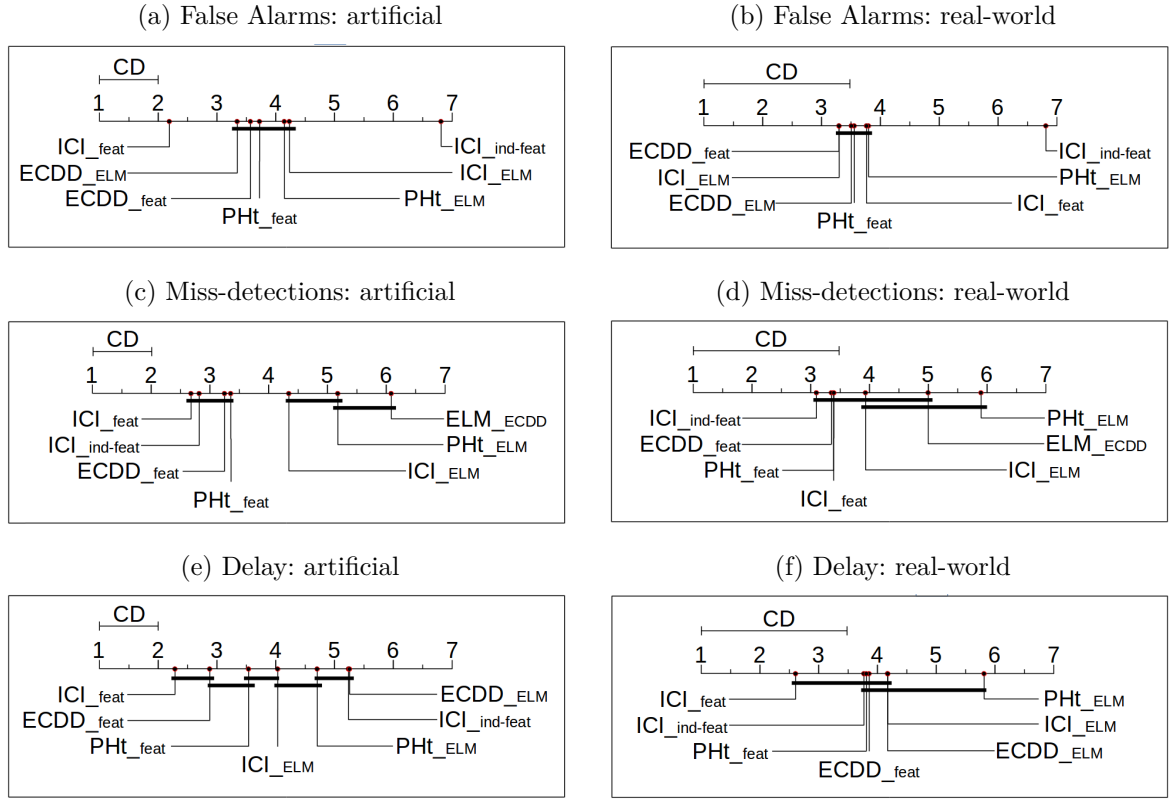 (a) False Alarms: artificial
CD
1 2 3 4 5 6 7
ICI_feat
ECDD_ELM
ECDD_feat
PHt_feat
ICI_ind-feat
ICI_ELM
PHt_ELM
(b) False Alarms: real-world
CD
1 2 3 4 5 6 7
ECDD_feat
ICI_ELM
ECDD_ELM
PHt_feat
ICI_ind-feat
PHt_ELM
ICI_feat
(c) Miss-detections: artificial
CD
1 2 3 4 5 6 7
ICI_feat
ICI_ind-feat
ECDD_feat
PHt_feat
ELM_ECDD
PHt_ELM
ICI_ELM
(d) Miss-detections: real-world
CD
1 2 3 4 5 6 7
ICI_ind-feat
ECDD_feat
PHt_feat
ICI_feat
PHt_ELM
ELM_ECDD
ICI_ELM
(e) Delay: artificial
CD
1 2 3 4 5 6 7
ICI_feat
ECDD_feat
PHt_feat
ICI_ELM
ECDD_ELM
ICI_ind-feat
PHt_ELM
(f) Delay: real-world
CD
1 2 3 4 5 6 7
ICI_feat
ICI_ind-feat
PHt_feat
ECDD_feat
PHt_ELM
ICI_ELM
ECDD_ELM